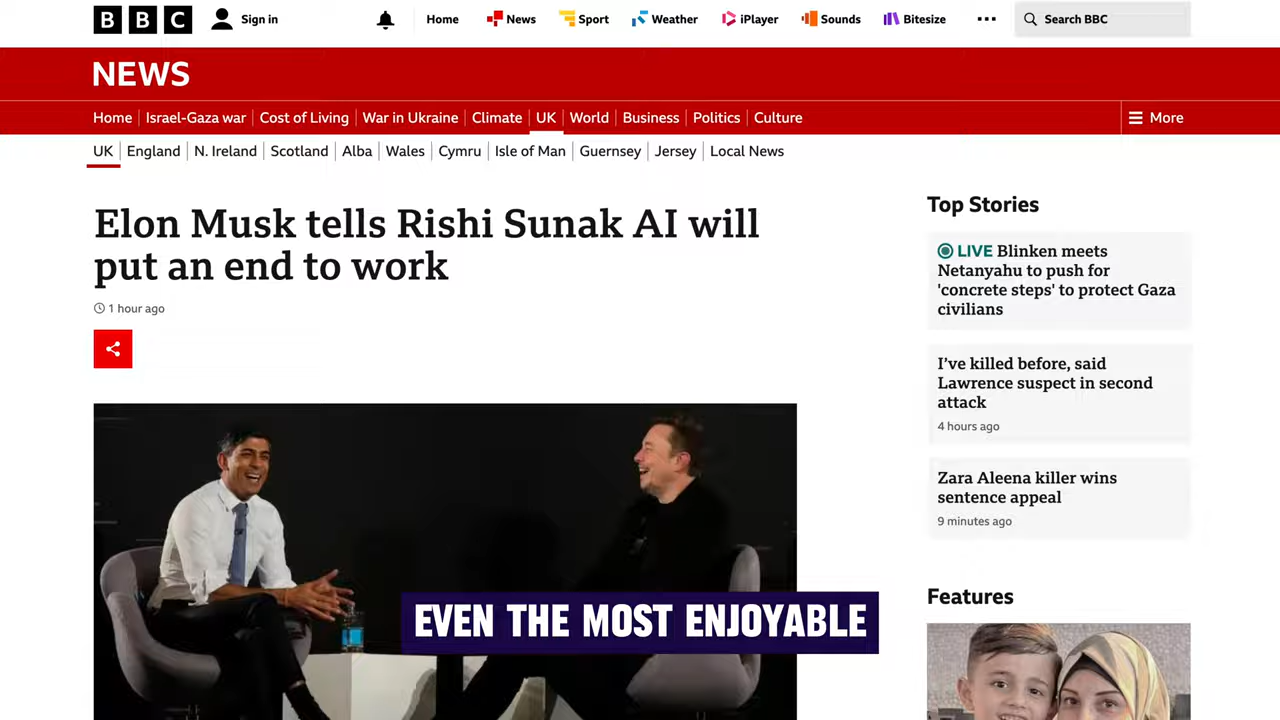 BBC
Sign in
Home
News
Sport
Weather
iPlayer
Sounds
Bitesize
Search BBC
NEWS
Home
Israel-Gaza war
Cost of Living
War in Ukraine
Climate
UK
World
Business
Politics
Culture
More
UK
England
N. Ireland
Scotland
Alba
Wales
Cymru
Isle of Man
Guernsey
Jersey
Local News
Elon Musk tells Rishi Sunak AI will
put an end to work
1 hour ago
EVEN THE MOST ENJOYABLE
Top Stories
LIVE Blinken meets
Netanyahu to push for
'concrete steps' to protect Gaza
civilians
I've killed before, said
Lawrence suspect in second
attack
4 hours ago
Zara Aleena killer wins
sentence appeal
9 minutes ago
Features